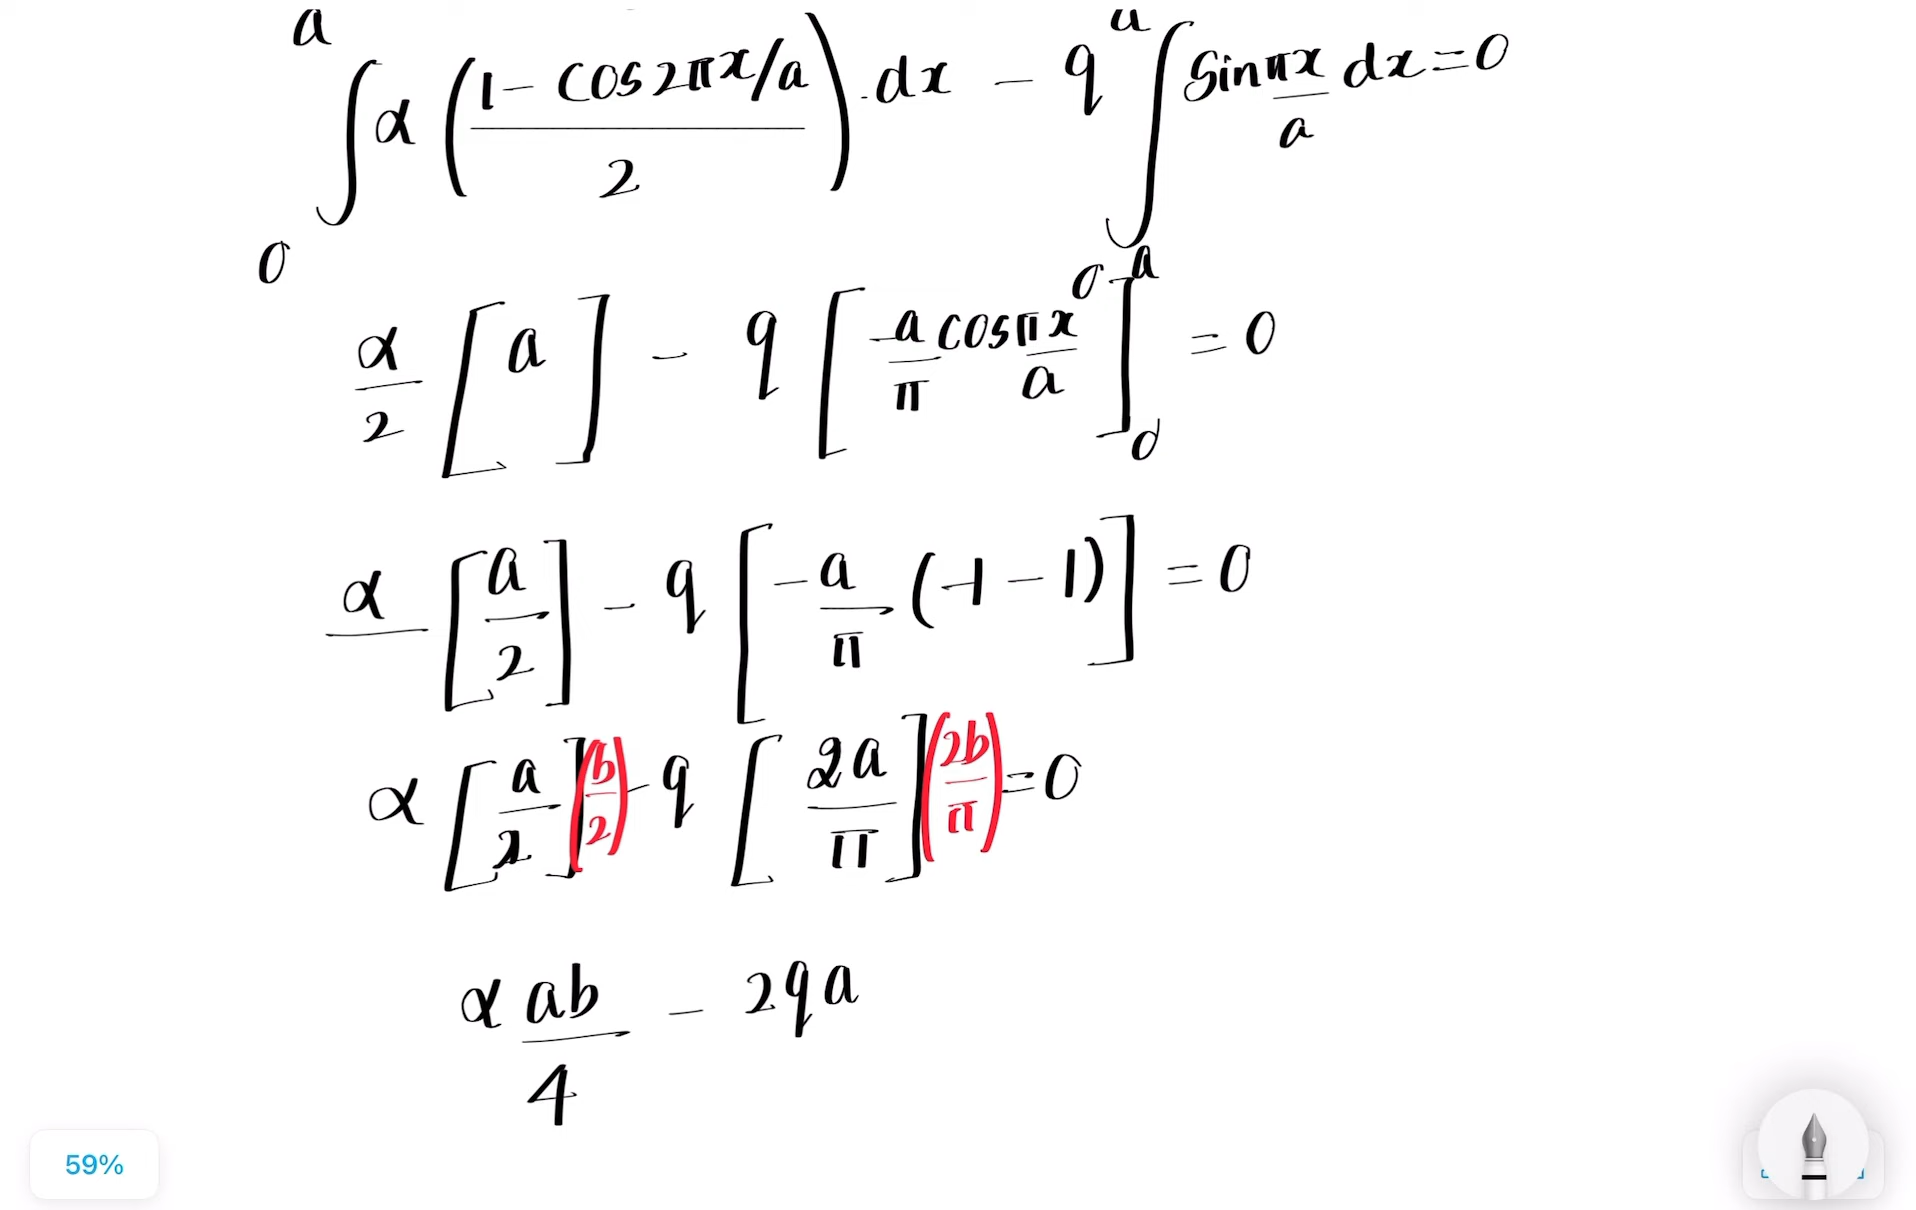 ∫₀ᵃ α ((1 - cos 2πx/a)/2) . dx - q ∫₀ᵃ sin πx/a dx = 0
α/2 [a] - q [-a/π cos πx/a]₀ᵃ = 0
α [a/2] - q [-a/π (-1 - 1)] = 0
α [a/2] (b/2) - q [2a/π] (2b/π) = 0
α ab/4 - 2qa
59%